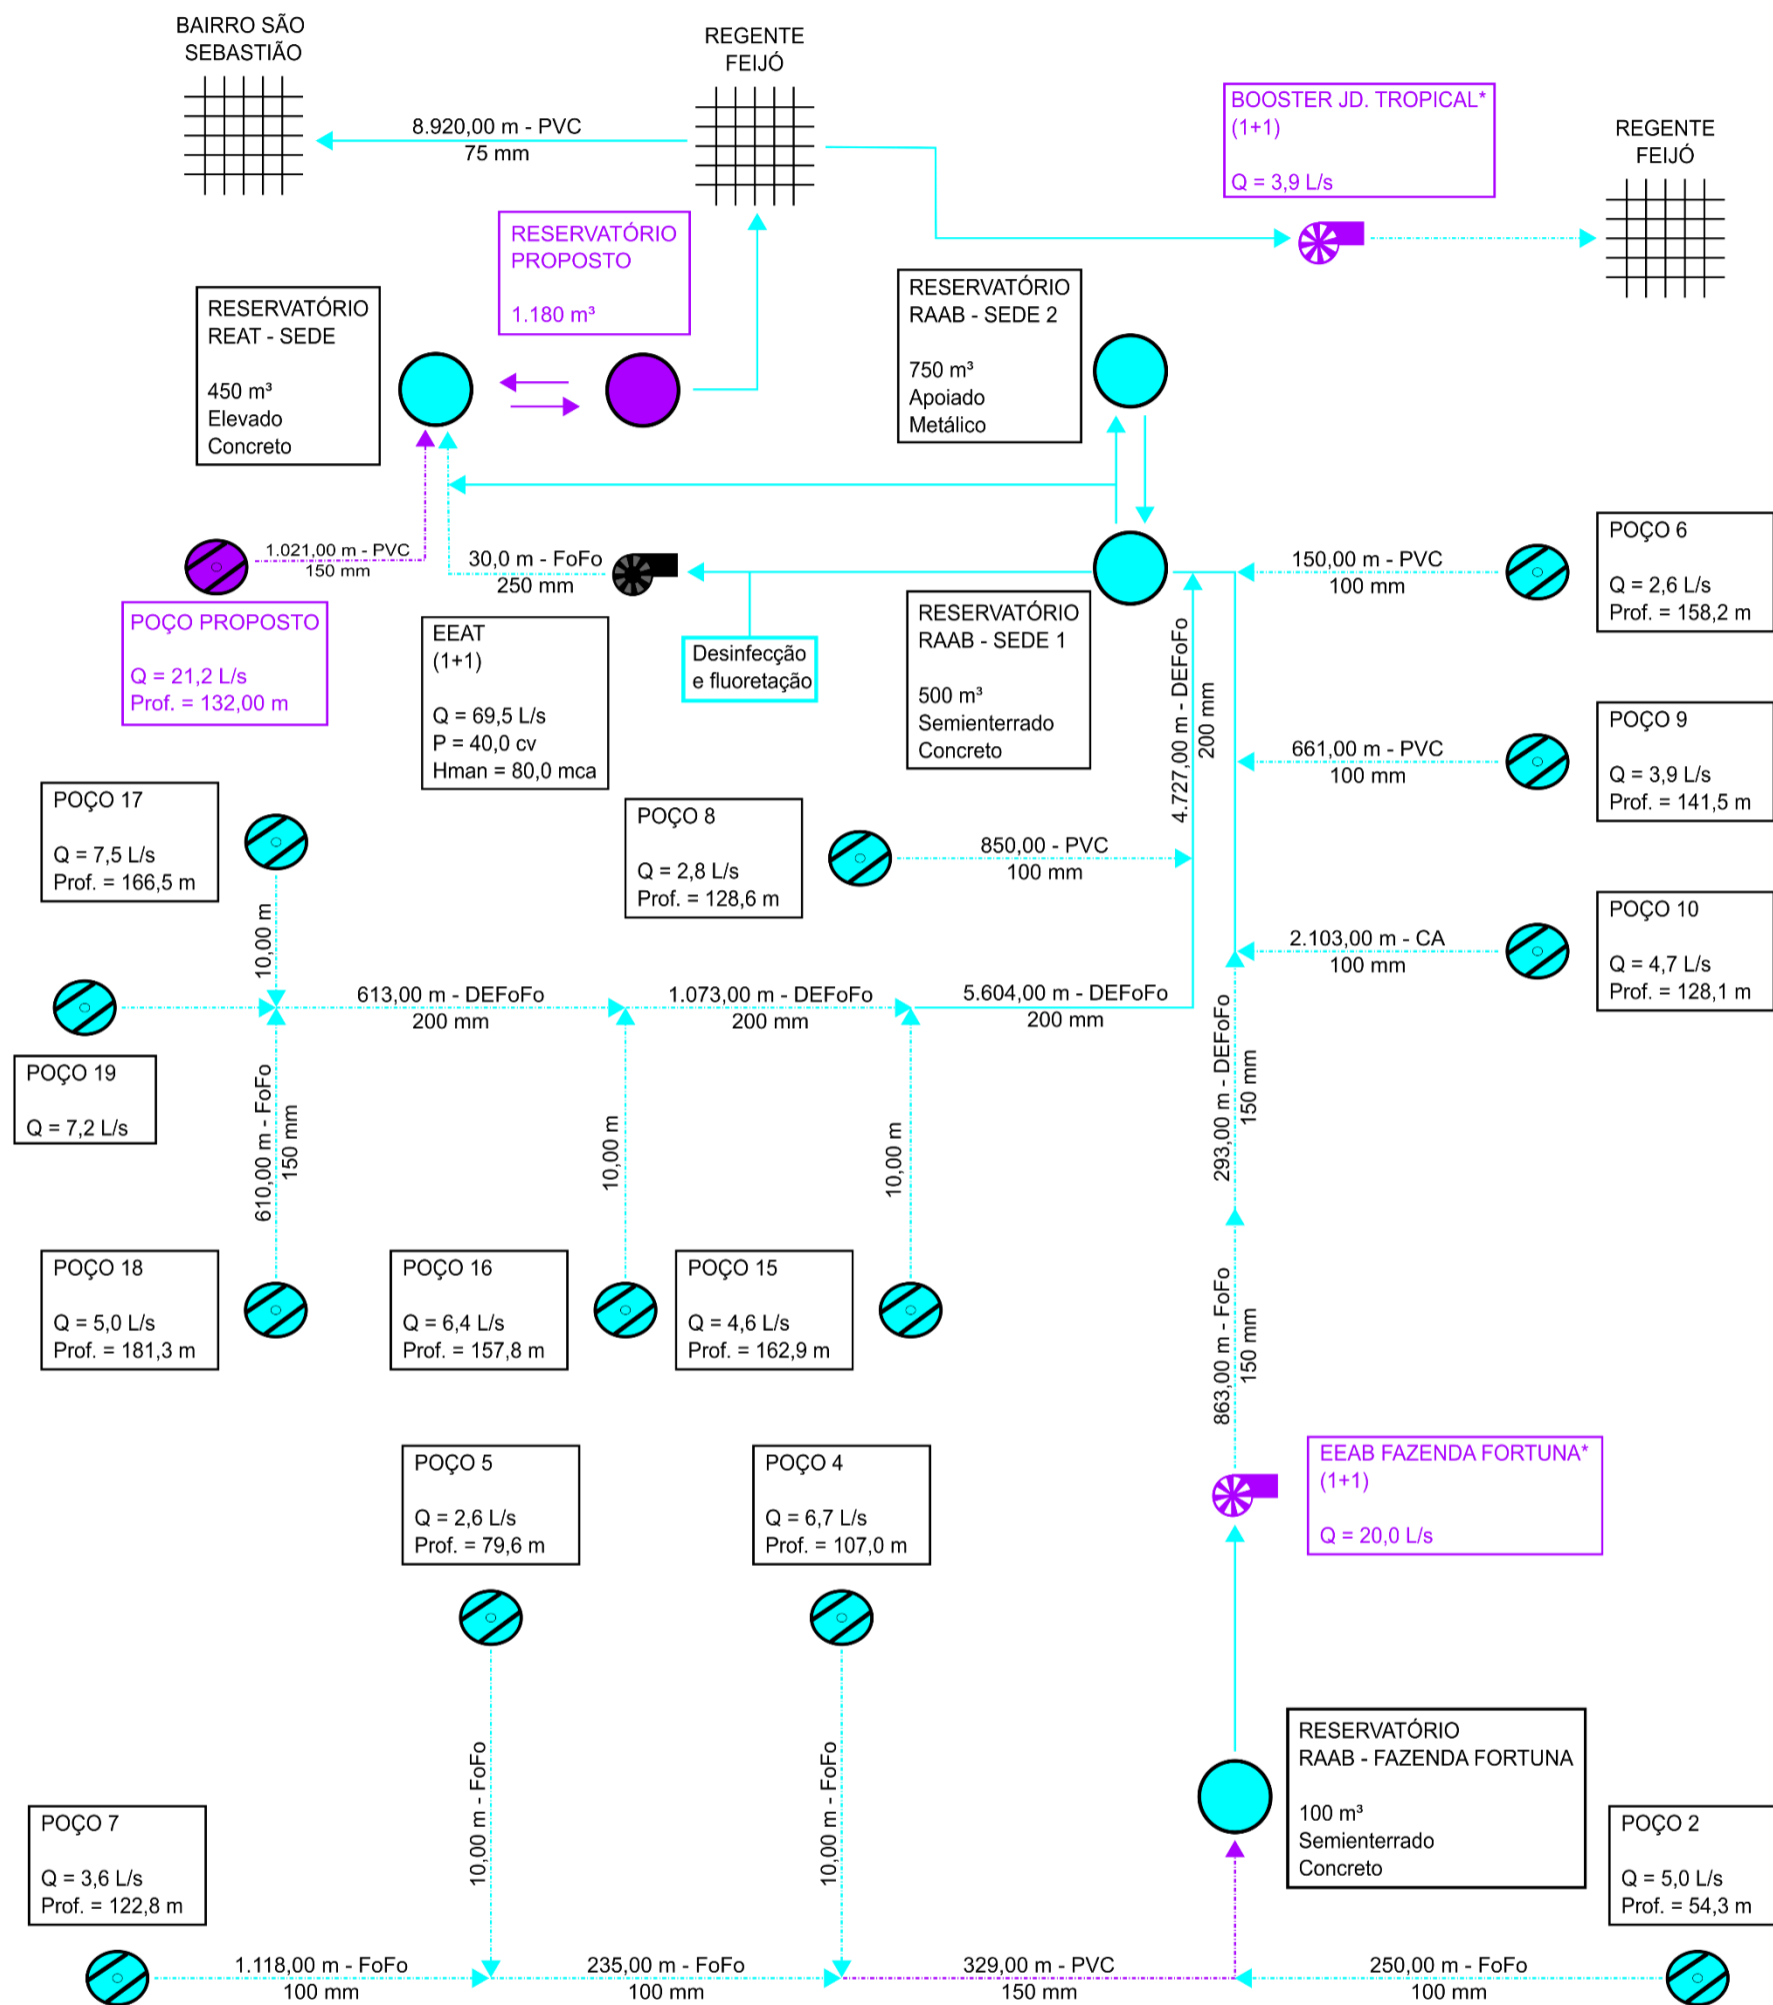 BAIRRO SÃO
SEBASTIÃO
REGENTE
FEIJÓ
8.920,00 m - PVC
75 mm
BOOSTER JD. TROPICAL*
(1+1)
Q = 3,9 L/s
REGENTE
FEIJÓ
RESERVATÓRIO
PROPOSTO
1.180 m³
RESERVATÓRIO
REAT - SEDE
450 m³
Elevado
Concreto
RESERVATÓRIO
RAAB - SEDE 2
750 m³
Apoiado
Metálico
1.021,00 m - PVC
150 mm
POÇO PROPOSTO
Q = 21,2 L/s
Prof. = 132,00 m
30,0 m - FoFo
250 mm
EEAT
(1+1)
Q = 69,5 L/s
P = 40,0 cv
Hman = 80,0 mca
Desinfecção
e fluoretação
RESERVATÓRIO
RAAB - SEDE 1
500 m³
Semienterrado
Concreto
4.727,00 m - DEFoFo
200 mm
150,00 m - PVC
100 mm
POÇO 6
Q = 2,6 L/s
Prof. = 158,2 m
661,00 m - PVC
100 mm
POÇO 9
Q = 3,9 L/s
Prof. = 141,5 m
2.103,00 m - CA
100 mm
POÇO 10
Q = 4,7 L/s
Prof. = 128,1 m
POÇO 17
Q = 7,5 L/s
Prof. = 166,5 m
10,00 m
POÇO 8
Q = 2,8 L/s
Prof. = 128,6 m
850,00 - PVC
100 mm
613,00 m - DEFoFo
200 mm
1.073,00 m - DEFoFo
200 mm
5.604,00 m - DEFoFo
200 mm
POÇO 19
Q = 7,2 L/s
610,00 m - FoFo
150 mm
10,00 m
10,00 m
293,00 m - DEFoFo
150 mm
POÇO 18
Q = 5,0 L/s
Prof. = 181,3 m
POÇO 16
Q = 6,4 L/s
Prof. = 157,8 m
POÇO 15
Q = 4,6 L/s
Prof. = 162,9 m
863,00 m - FoFo
150 mm
EEAB FAZENDA FORTUNA*
(1+1)
Q = 20,0 L/s
POÇO 5
Q = 2,6 L/s
Prof. = 79,6 m
POÇO 4
Q = 6,7 L/s
Prof. = 107,0 m
10,00 m - FoFo
10,00 m - FoFo
RESERVATÓRIO
RAAB - FAZENDA FORTUNA
100 m³
Semienterrado
Concreto
POÇO 7
Q = 3,6 L/s
Prof. = 122,8 m
POÇO 2
Q = 5,0 L/s
Prof. = 54,3 m
1.118,00 m - FoFo
100 mm
235,00 m - FoFo
100 mm
329,00 m - PVC
150 mm
250,00 m - FoFo
100 mm